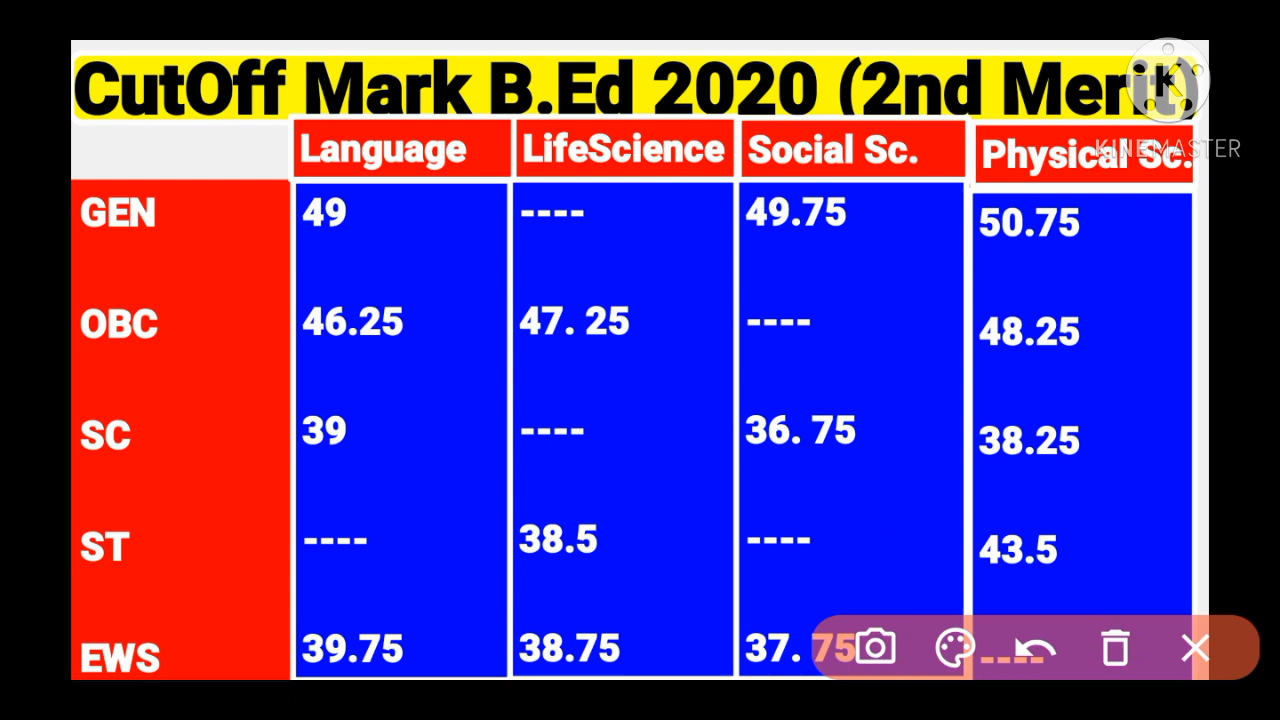 CutOff Mark B.Ed 2020 (2nd Merit)
KINEMASTER
Language LifeScience Social Sc. Physical Sc.
GEN 49 ---- 49.75 50.75
OBC 46.25 47. 25 ---- 48.25
SC 39 ---- 36. 75 38.25
ST ---- 38.5 ---- 43.5
EWS 39.75 38.75 37. 75 ----